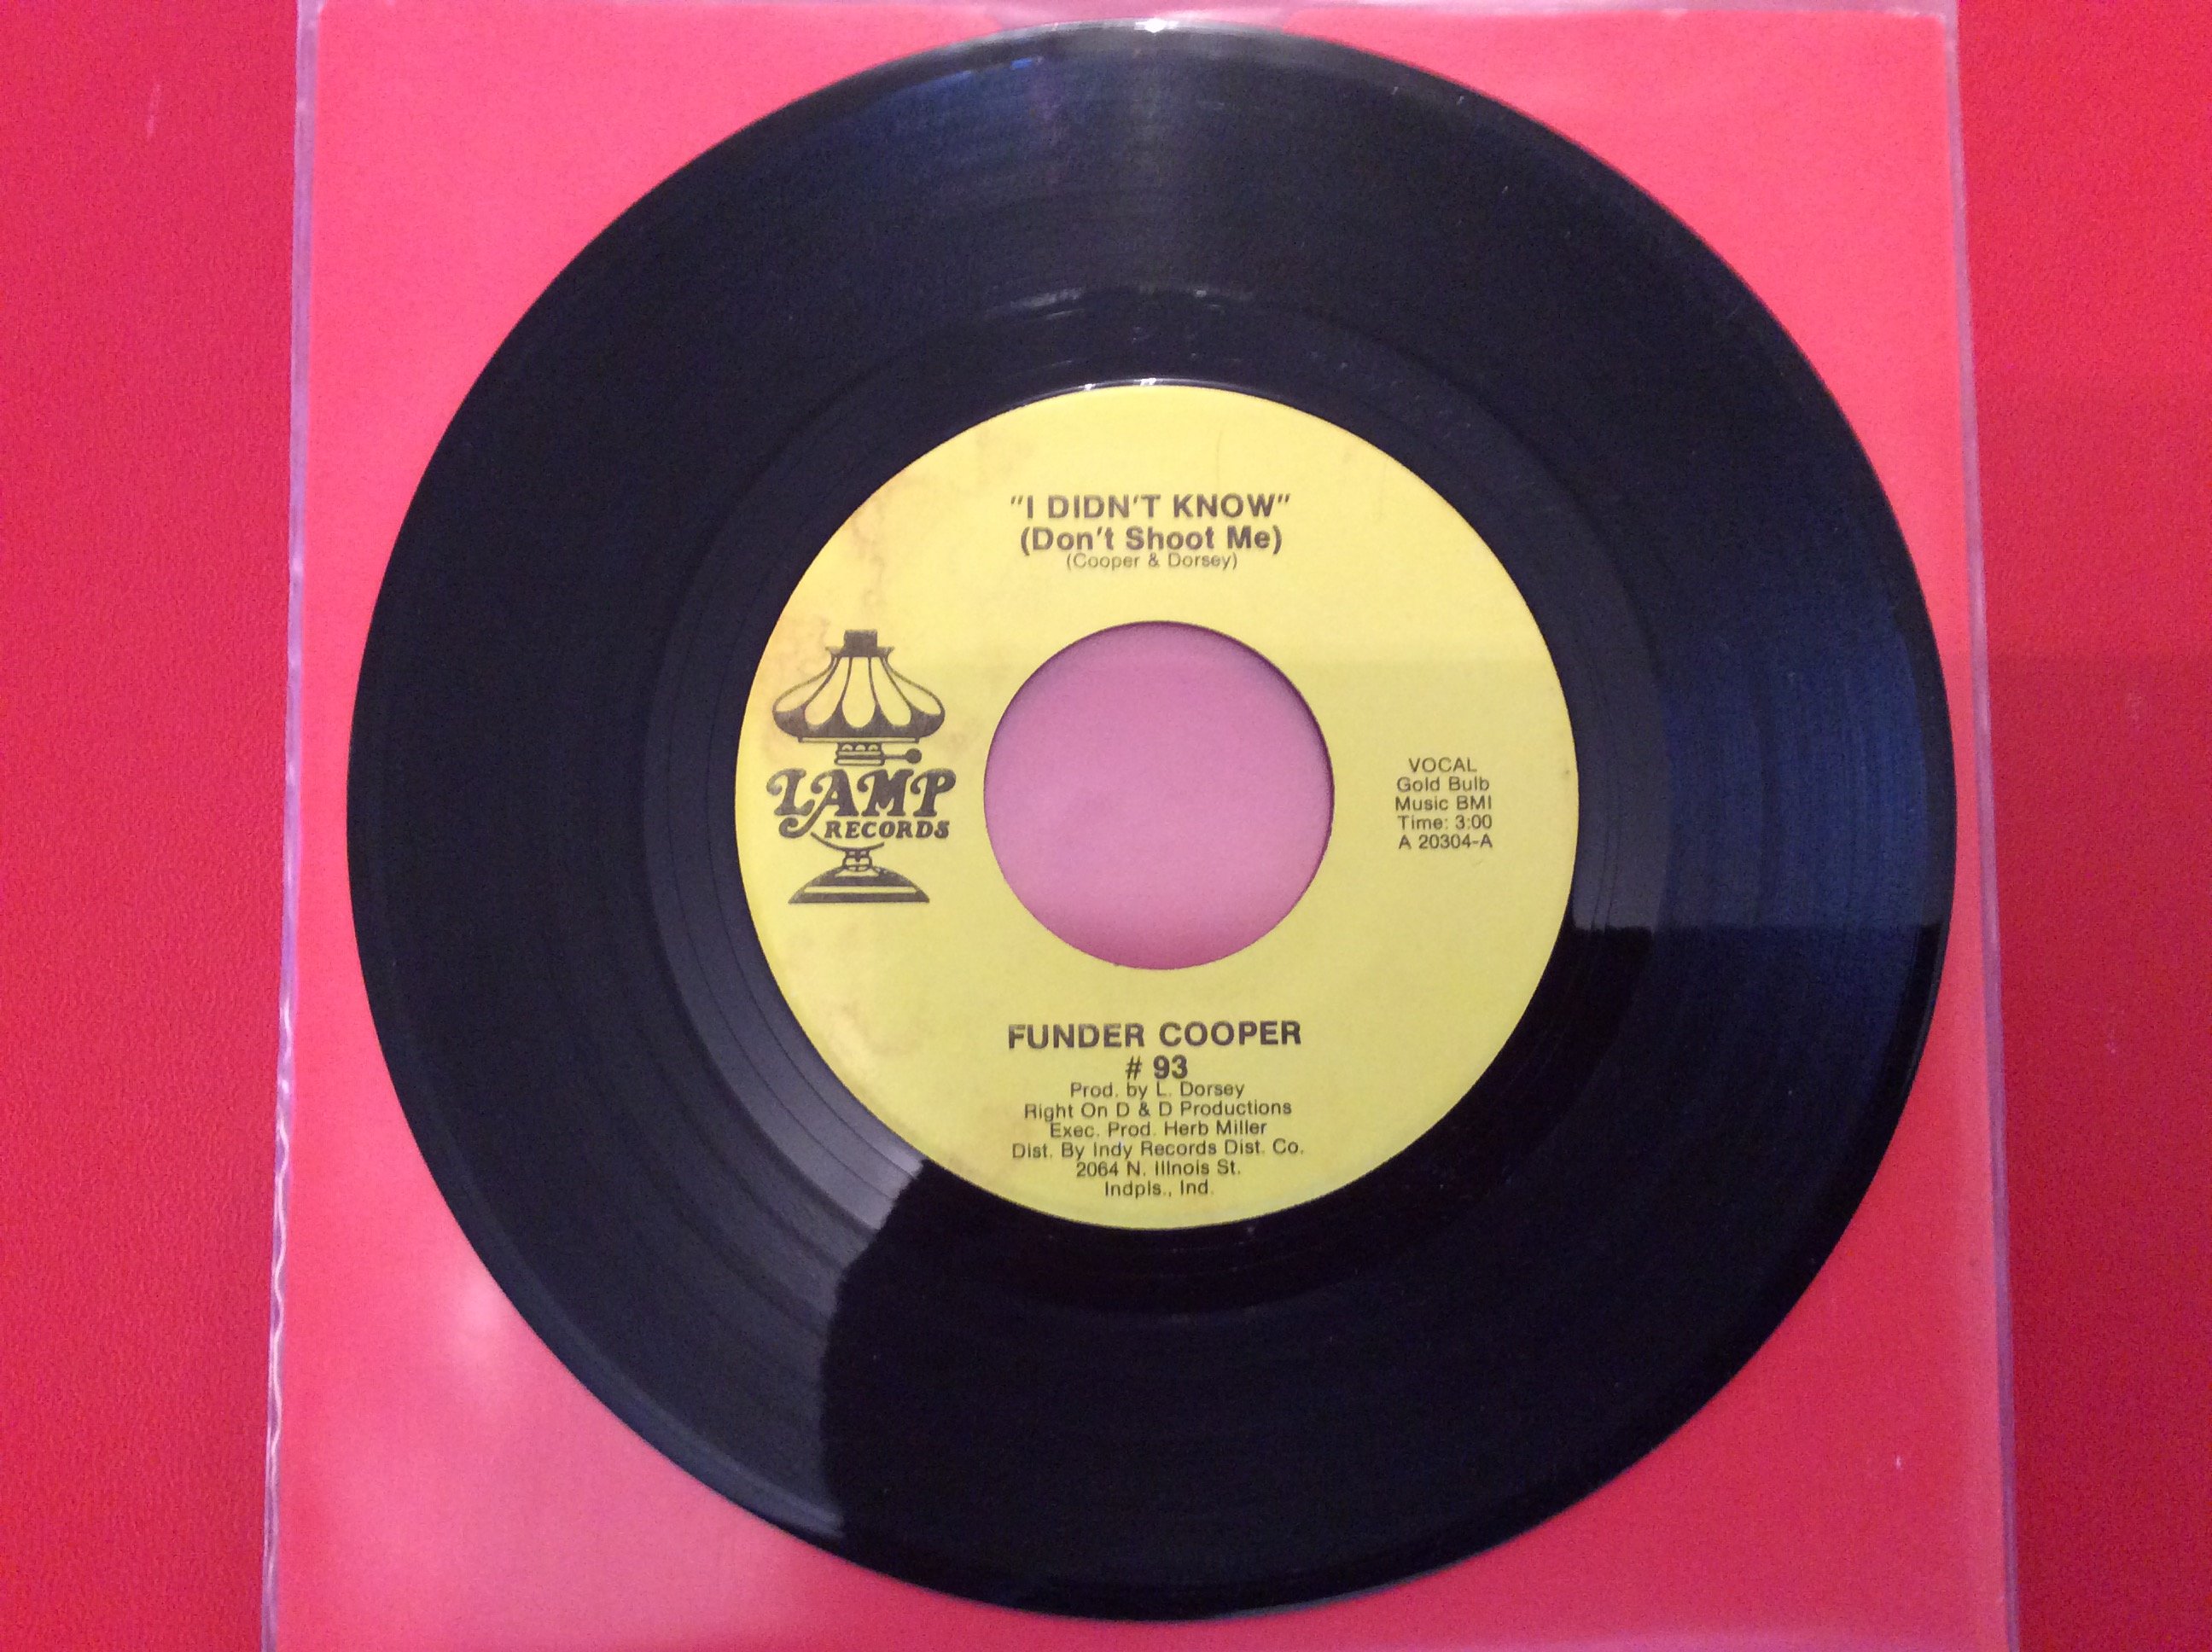 "I DIDN'T KNOW"
(Don't Shoot Me)
(Cooper & Dorsey)
LAMP
RECORDS
VOCAL
Gold Bulb
Music BMI
Time: 3:00
A 20304-A
FUNDER COOPER
# 93
Prod. by L. Dorsey
Right On D & D Productions
Exec. Prod. Herb Miller
Dist. By Indy Records Dist. Co.
2064 N. Illnois St.
Indpls., Ind.